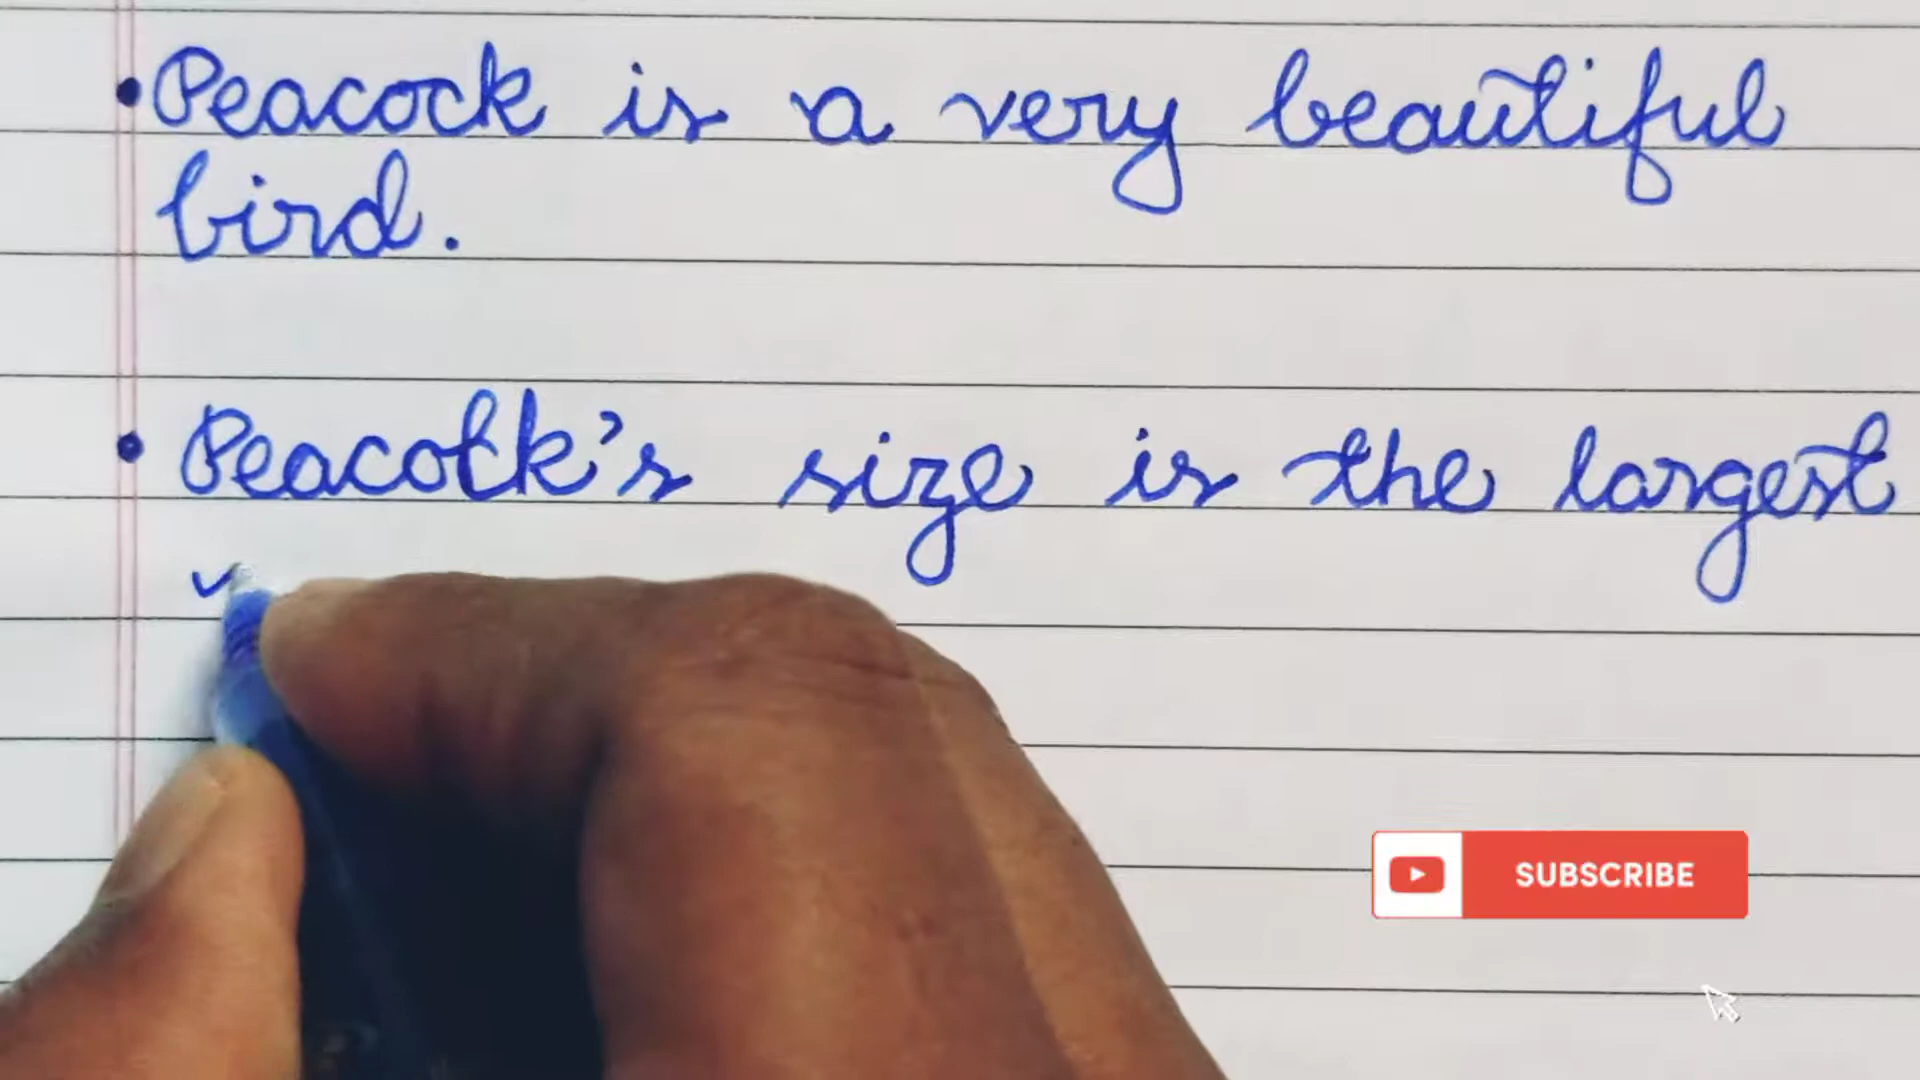 • Peacock is a very beautiful
bird.
• Peacock's size is the largest
SUBSCRIBE